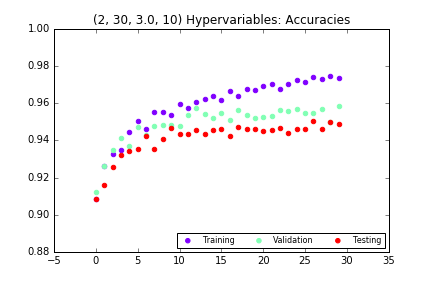 (2, 30, 3.0, 10) Hypervariables: Accuracies
1.00
0.98
0.96
0.94
0.92
0.90
0.88
-5 0 5 10 15 20 25 30 35
Training Validation Testing